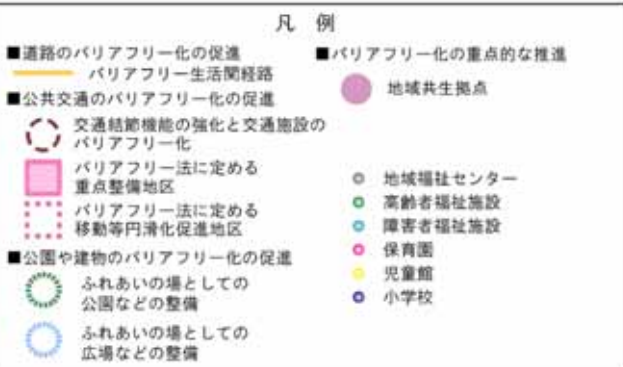 凡 例
■道路のバリアフリー化の促進
バリアフリー生活関経路
■公共交通のバリアフリー化の促進
交通結節機能の強化と交通施設の
バリアフリー化
バリアフリー法に定める
重点整備地区
バリアフリー法に定める
移動等円滑化促進地区
■公園や建物のバリアフリー化の促進
ふれあいの場としての
公園などの整備
ふれあいの場としての
広場などの整備
■バリアフリー化の重点的な推進
地域共生拠点
地域福祉センター
高齢者福祉施設
障害者福祉施設
保育園
児童館
小学校